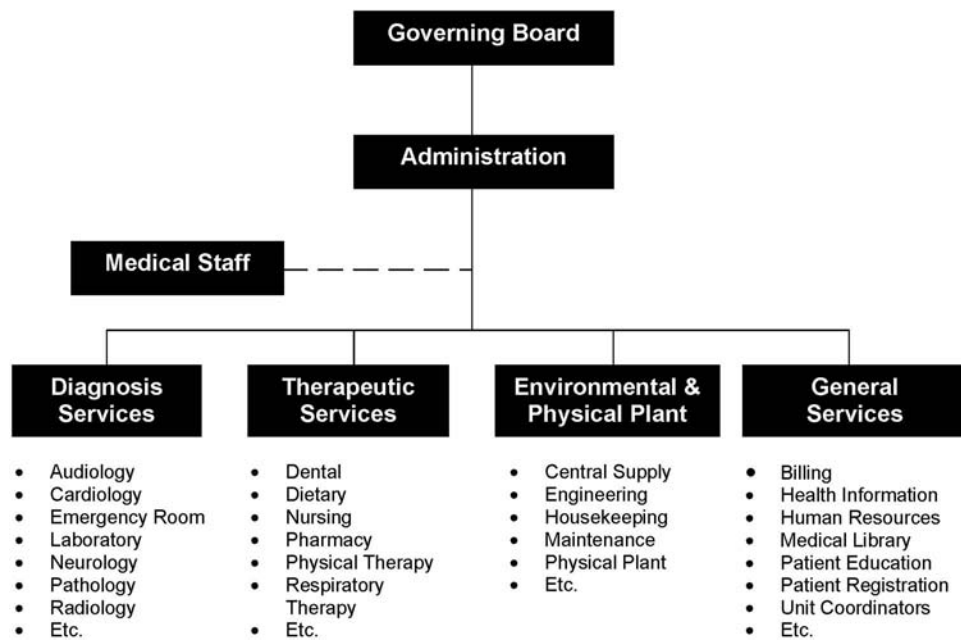 Governing Board
Administration
Medical Staff
Diagnosis
Services
• Audiology
• Cardiology
• Emergency Room
• Laboratory
• Neurology
• Pathology
• Radiology
• Etc.
Therapeutic
Services
• Dental
• Dietary
• Nursing
• Pharmacy
• Physical Therapy
• Respiratory
Therapy
• Etc.
Environmental &
Physical Plant
• Central Supply
• Engineering
• Housekeeping
• Maintenance
• Physical Plant
• Etc.
General
Services
• Billing
• Health Information
• Human Resources
• Medical Library
• Patient Education
• Patient Registration
• Unit Coordinators
• Etc.